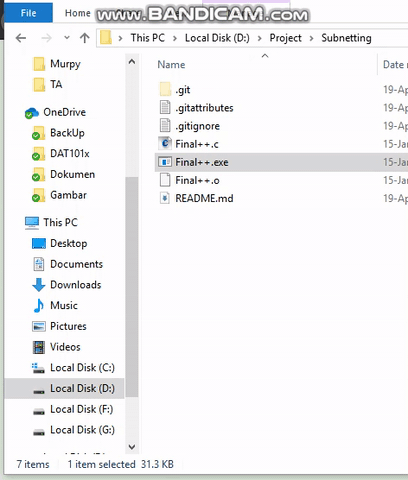 File
WWW.BANDICAM.COM
This PC
Local Disk (D:)
Project
Subnetting
Murpy
TA
OneDrive
BackUp
DAT101x
Dokumen
Gambar
This PC
Desktop
Documents
Downloads
Music
Pictures
Videos
Local Disk (C:)
Local Disk (D:)
Local Disk (F:)
Local Disk (G:)
Name
Date
.git
19-Ap
.gitattributes
19-Ap
.gitignore
19-Ap
Final++.c
15-Jan
Final++.exe
15-Jan
Final++.o
15-Jan
README.md
19-Ap
7 items
1 item selected 31.3 KB